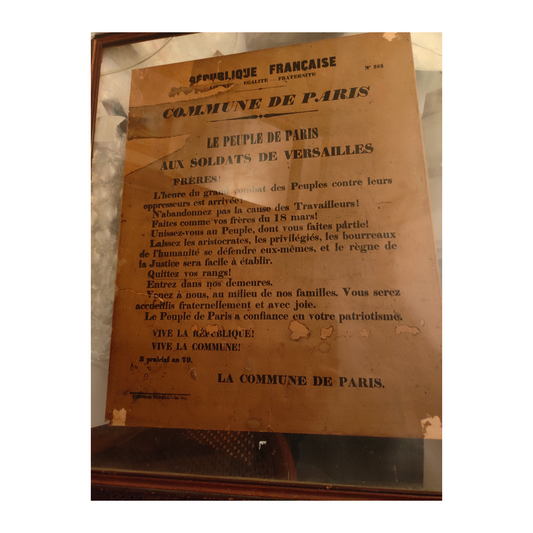 RÉPUBLIQUE FRANÇAISE
ÉGALITÉ — FRATERNITÉ
N°
COMMUNE DE PARIS
LE PEUPLE DE PARIS
AUX SOLDATS DE VERSAILLES
FRÈRES!
L'heure du grand combat des Peuples contre leurs
oppresseurs est arrivée!
N'abandonnez pas la cause des Travailleurs!
Faites comme vos frères du 18 mars!
Unissez-vous au Peuple, dont vous faites partie!
Laissez les aristocrates, les privilégiés, les bourreaux
de l'humanité se défendre eux-mêmes, et le règne de
la Justice sera facile à établir.
Quittez vos rangs!
Entrez dans nos demeures.
Venez à nous, au milieu de nos familles. Vous serez
accueillis fraternellement et avec joie.
Le Peuple de Paris a confiance en votre patriotisme.
VIVE LA RÉPUBLIQUE!
VIVE LA COMMUNE!
3 prairial an 79.
LA COMMUNE DE PARIS.